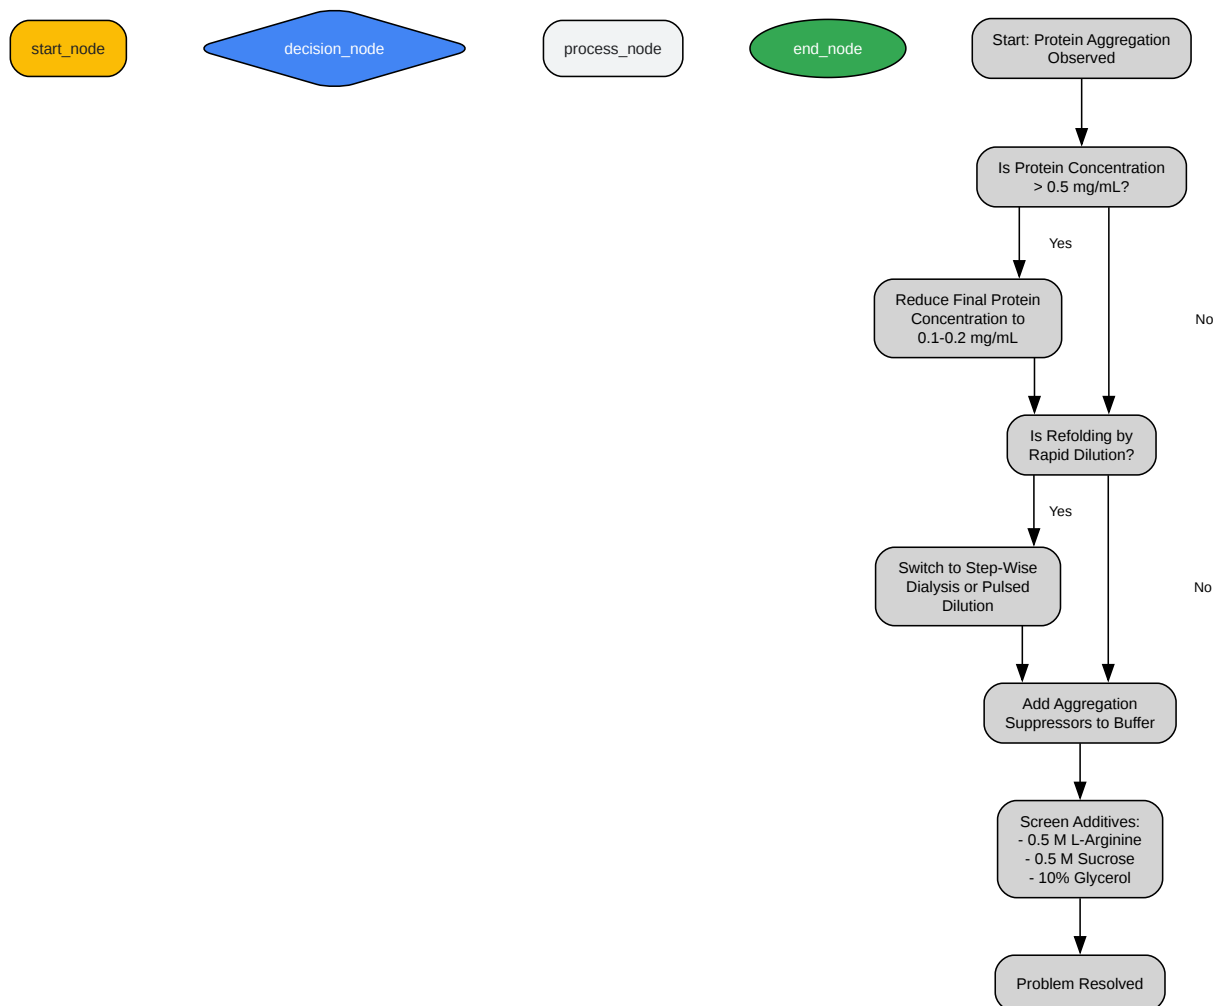 start_node
decision_node
process_node
end_node
Start: Protein Aggregation
Observed
Is Protein Concentration
> 0.5 mg/mL?
Yes
Reduce Final Protein
Concentration to
0.1-0.2 mg/mL
No
Is Refolding by
Rapid Dilution?
Yes
Switch to Step-Wise
Dialysis or Pulsed
Dilution
No
Add Aggregation
Suppressors to Buffer
Screen Additives:
- 0.5 M L-Arginine
- 0.5 M Sucrose
- 10% Glycerol
Problem Resolved